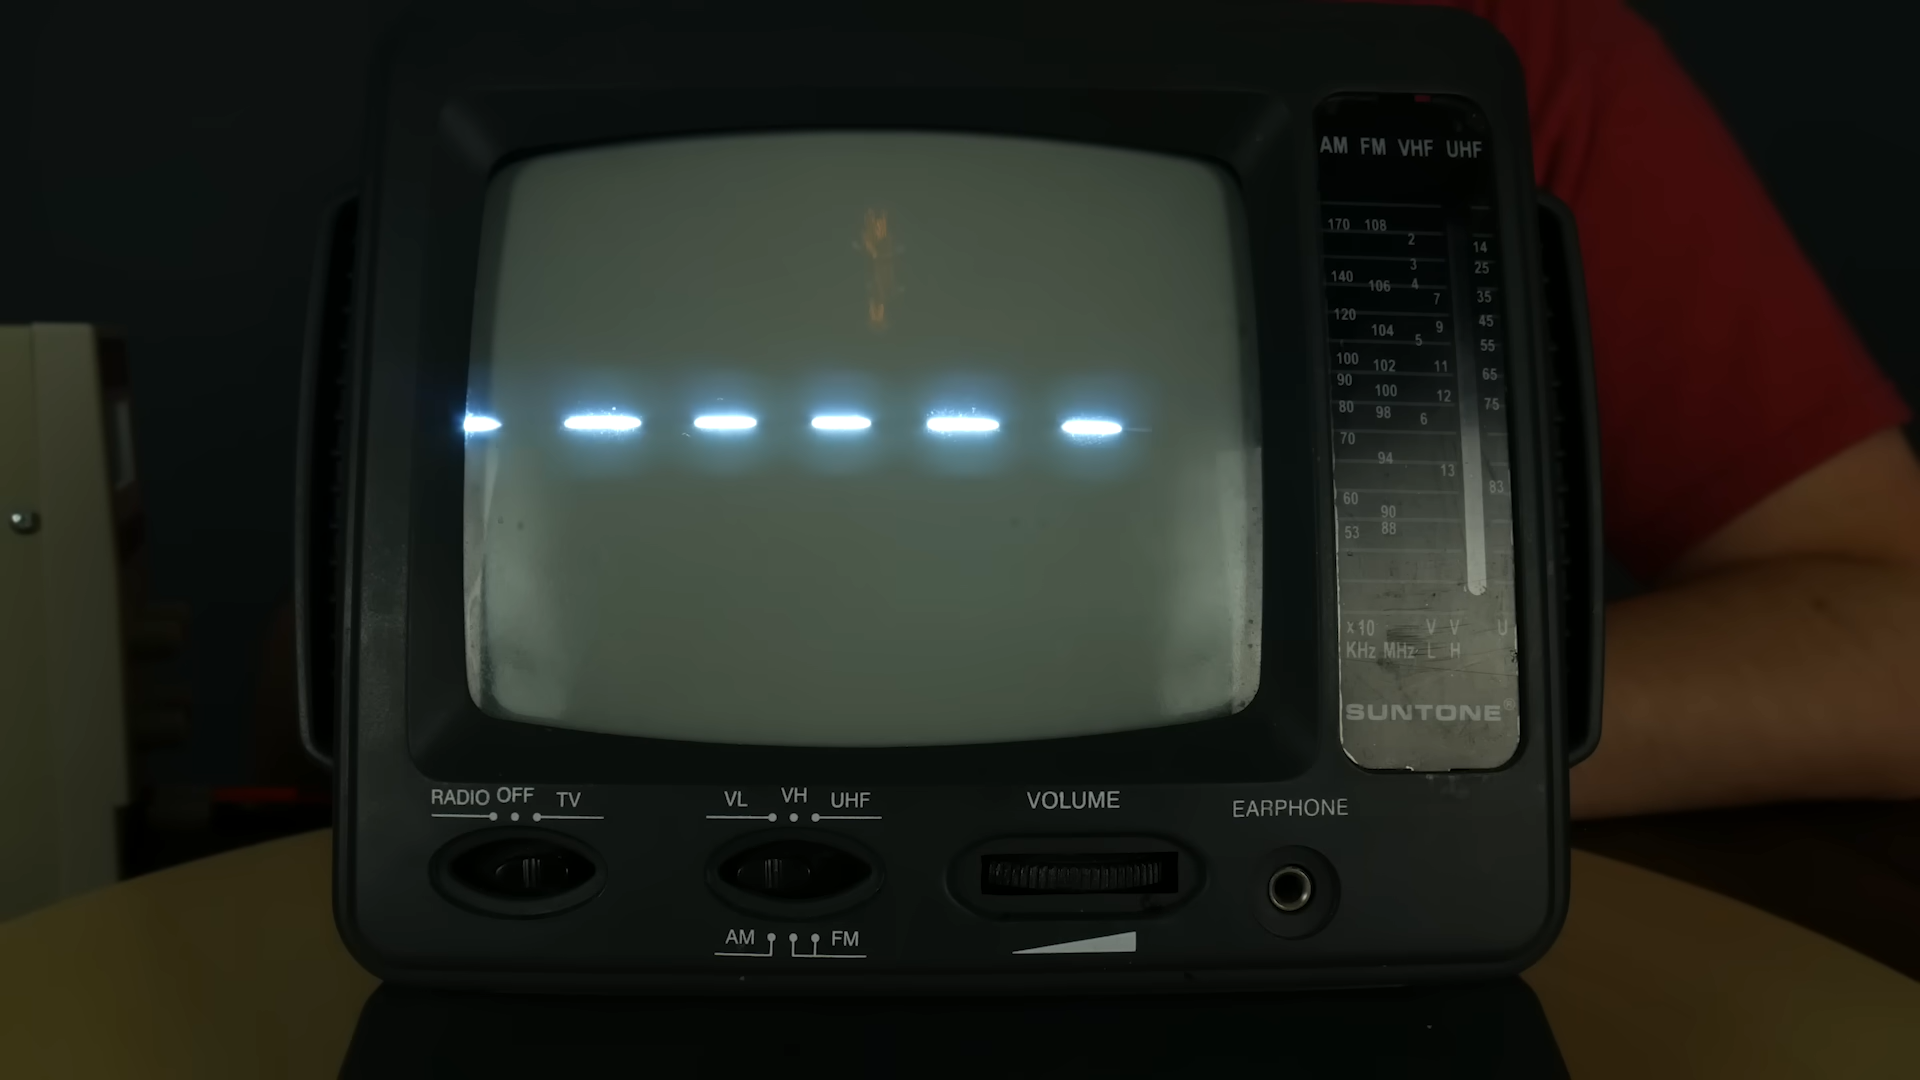 AM FM VHF UHF
170 108
2
14
3
25
140 106 4
7 35
120
9 45
104 5
55
100 102 11
65
90
100 12
75
80 98 6
70
94
13
83
60
90
53 88
x10 V V U
KHz MHz L H
SUNTONE®
RADIO OFF TV
VL VH UHF
VOLUME
EARPHONE
AM FM